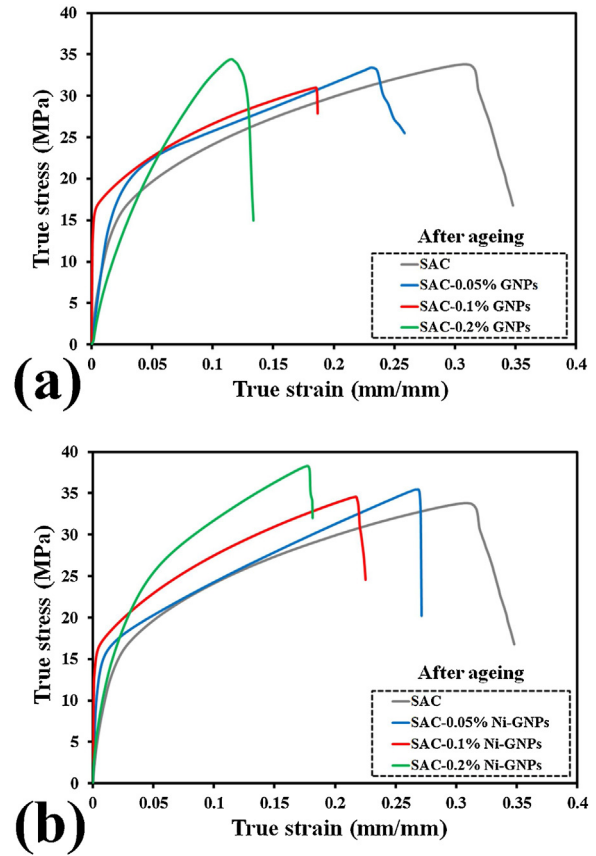 40
35
30
25
20
15
10
5
0
True stress (MPa)
After ageing
SAC
SAC-0.05% GNPs
SAC-0.1% GNPs
SAC-0.2% GNPs
0 0.05 0.1 0.15 0.2 0.25 0.3 0.35 0.4
True strain (mm/mm)
(a)
40
35
30
25
20
15
10
5
0
True stress (MPa)
After ageing
SAC
SAC-0.05% Ni-GNPs
SAC-0.1% Ni-GNPs
SAC-0.2% Ni-GNPs
0 0.05 0.1 0.15 0.2 0.25 0.3 0.35 0.4
True strain (mm/mm)
(b)